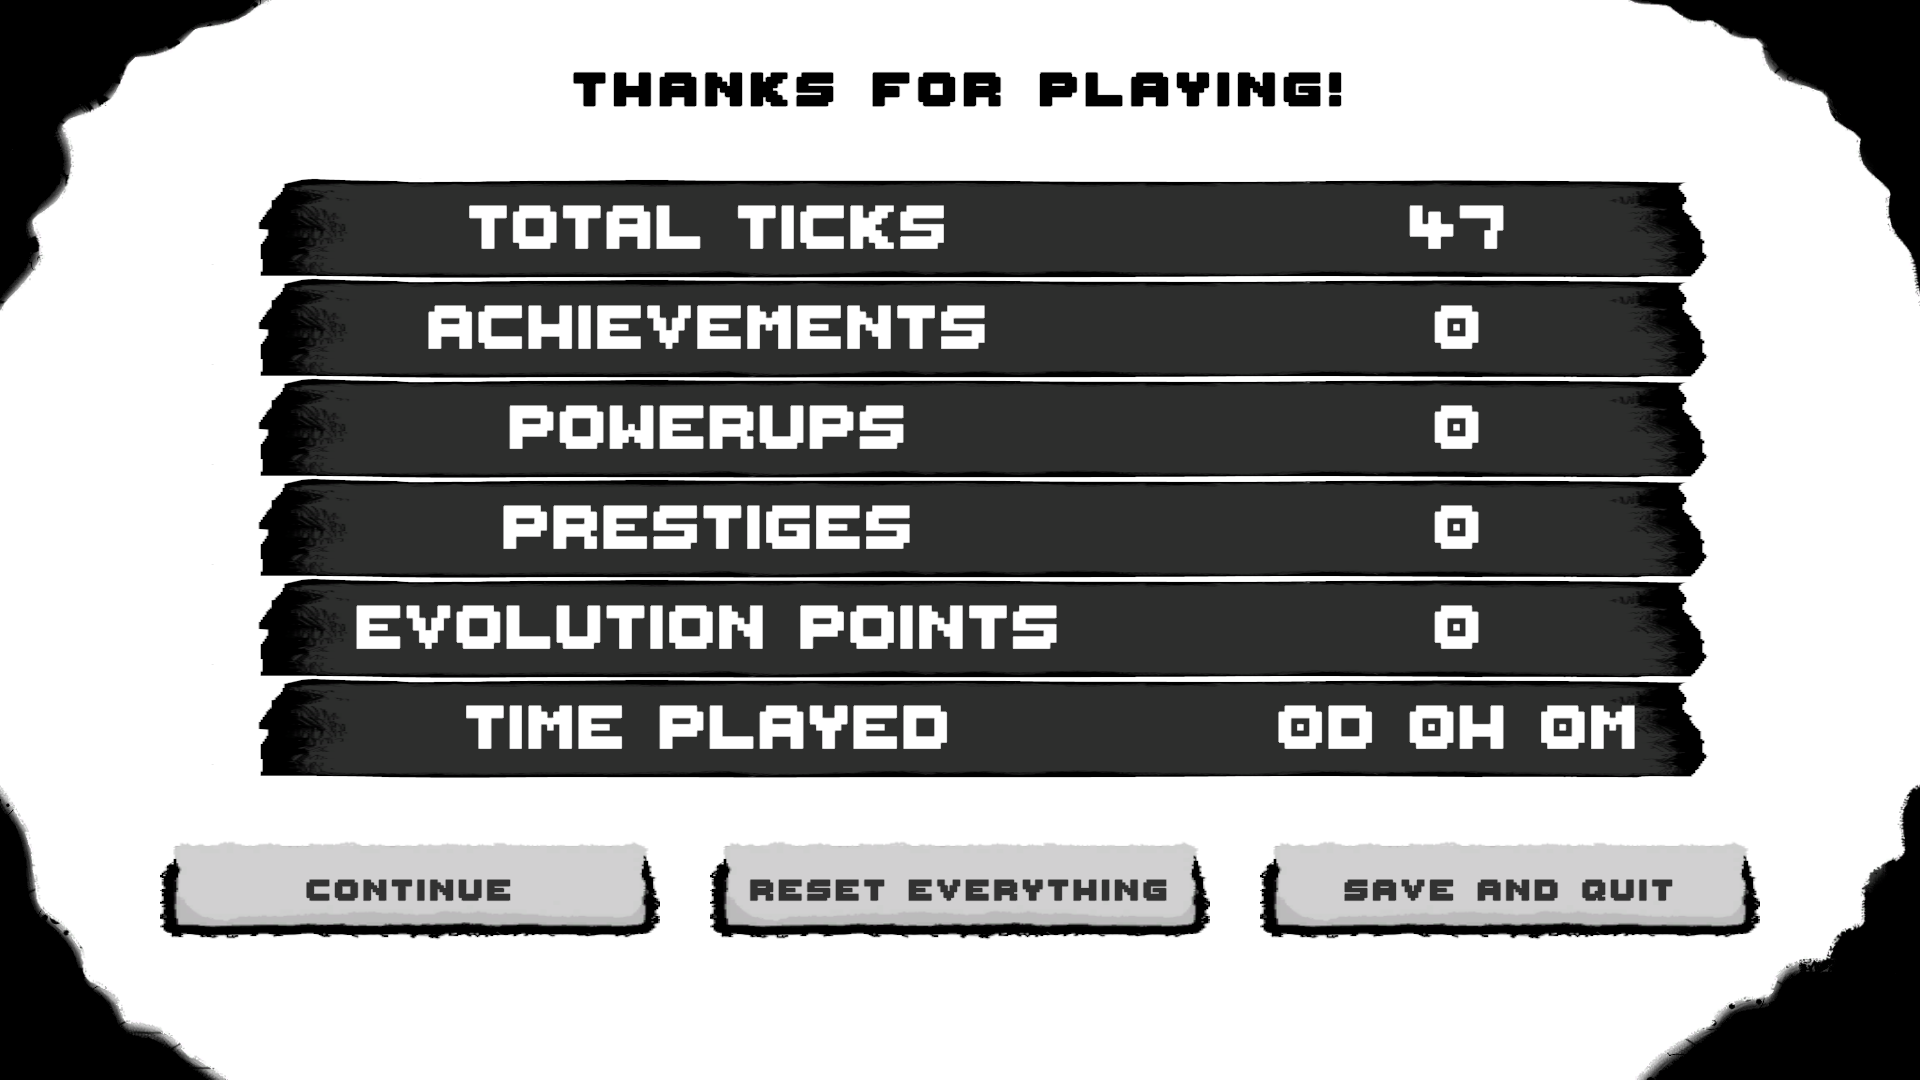 THANKS FOR PLAYING!
TOTAL TICKS 47
ACHIEVEMENTS 0
POWERUPS 0
PRESTIGES 0
EVOLUTION POINTS 0
TIME PLAYED 0D 0H 0M
CONTINUE RESET EVERYTHING SAVE AND QUIT